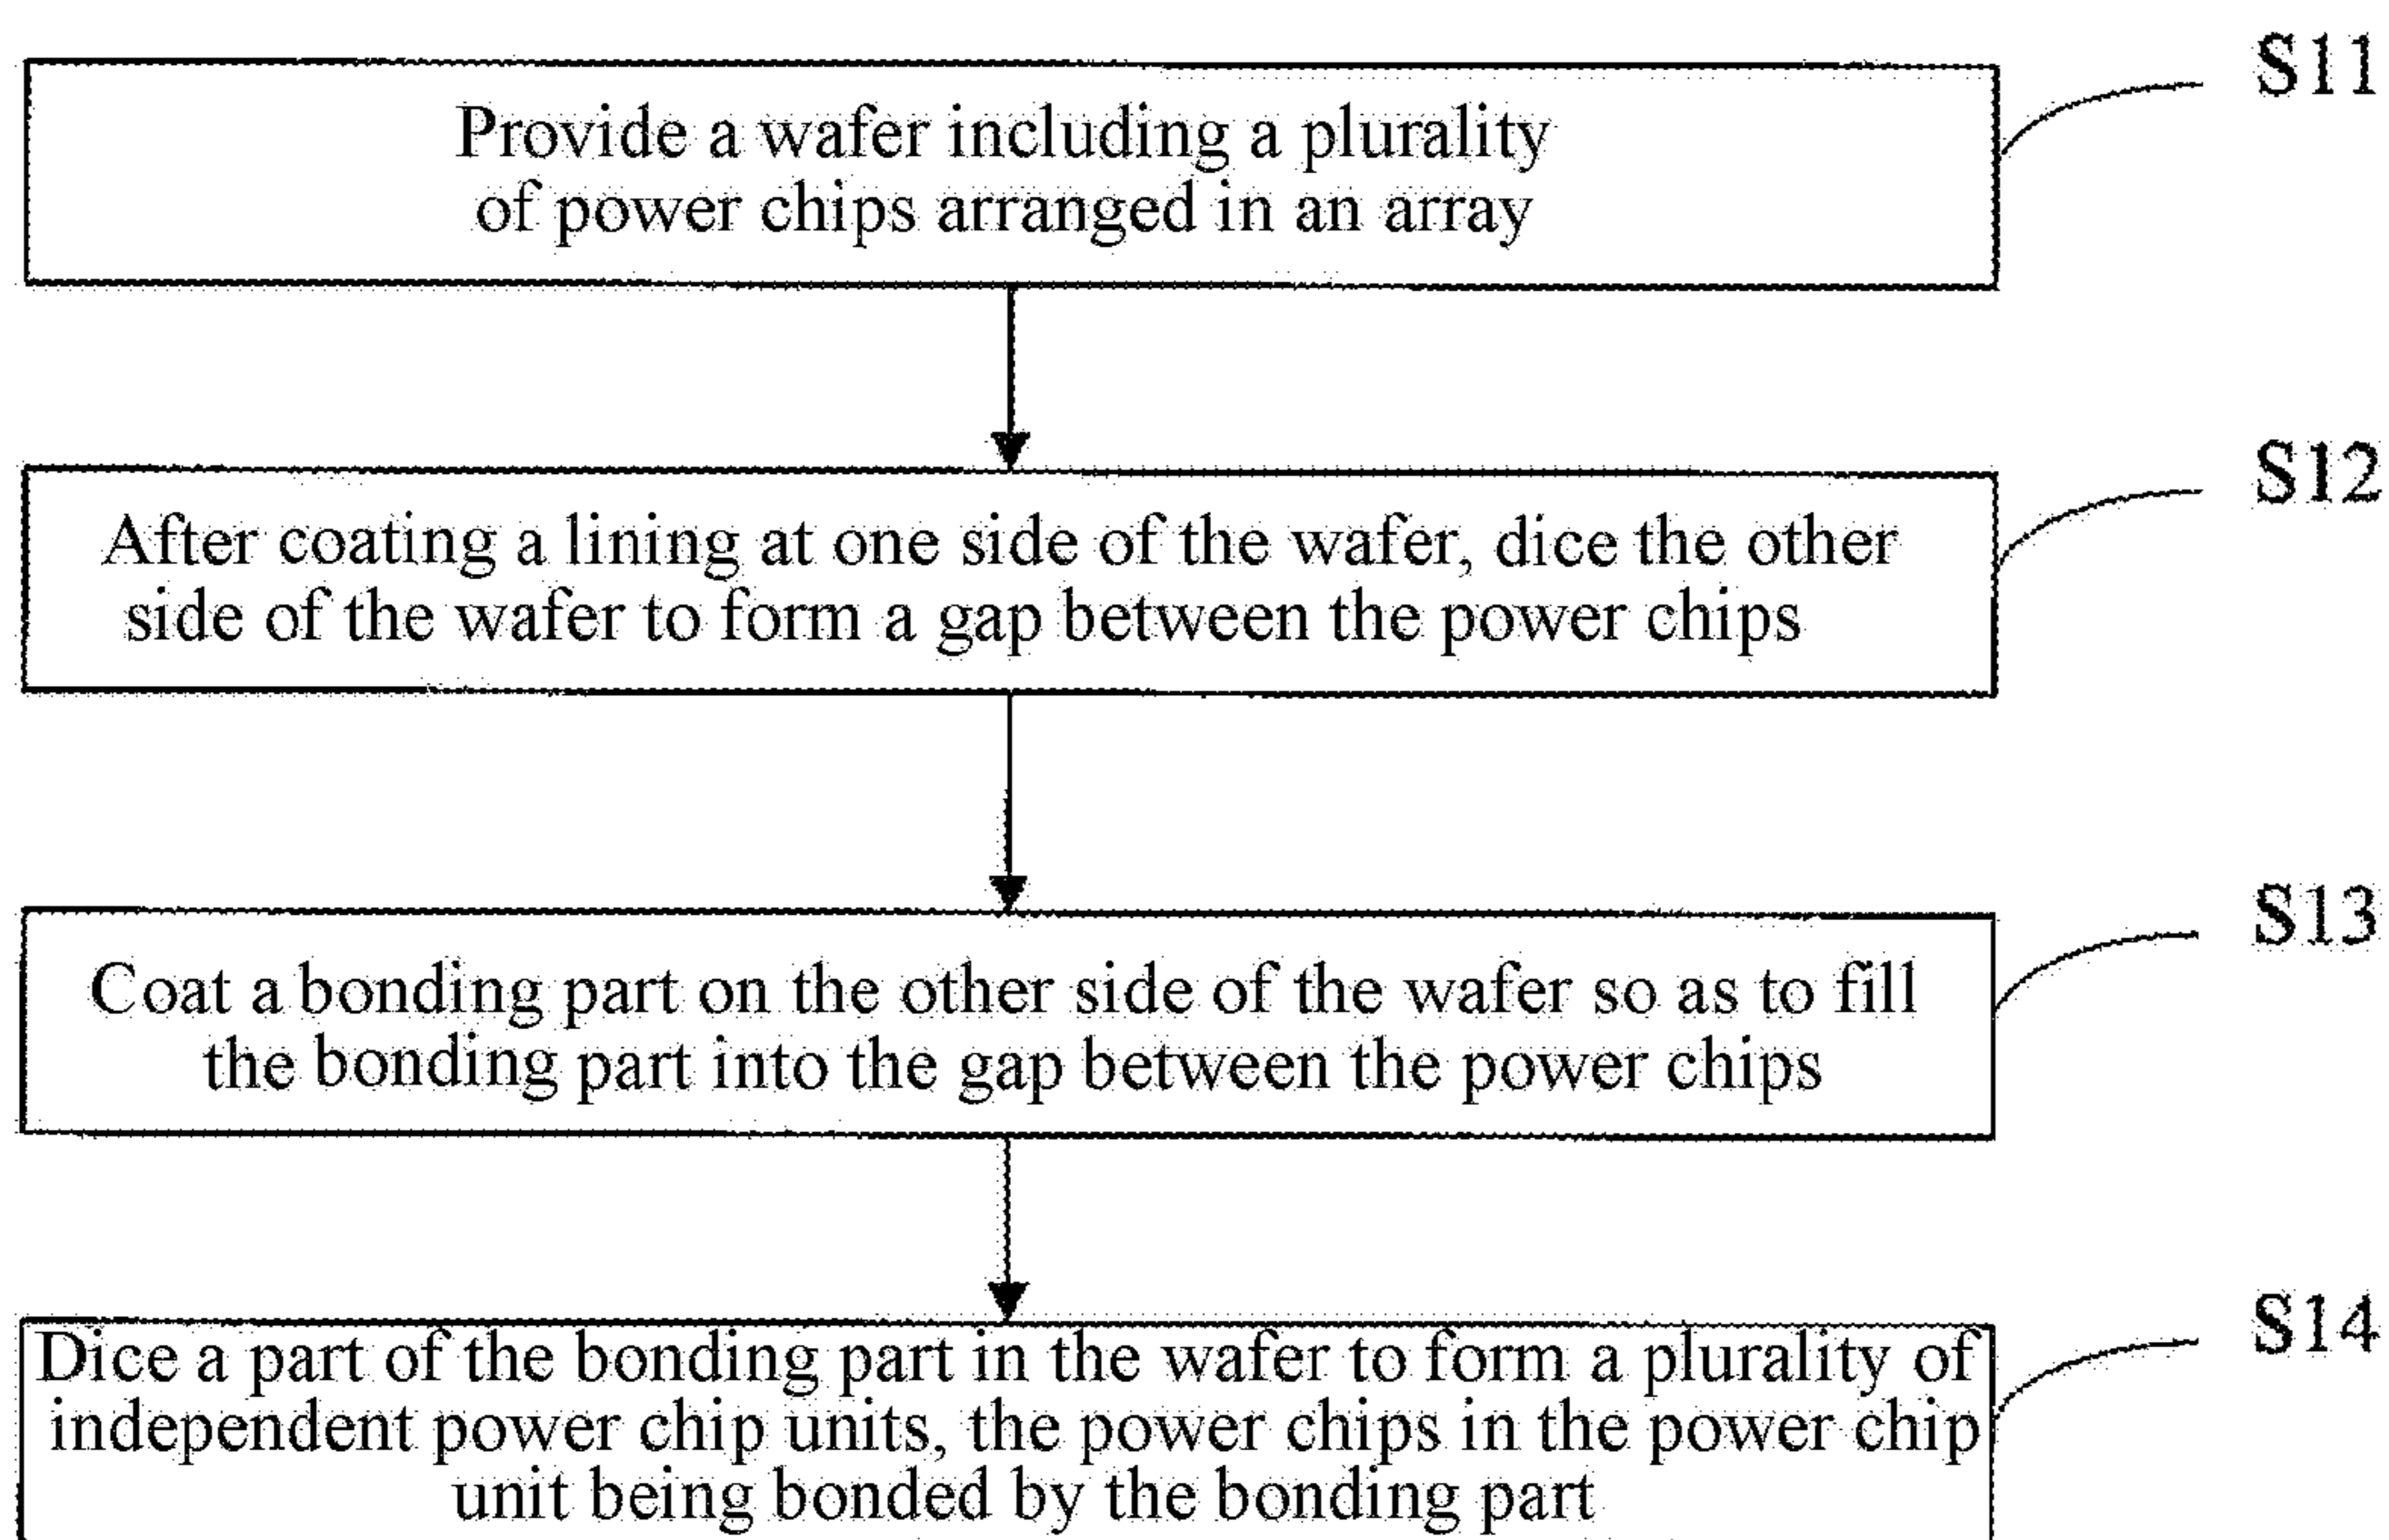 S11
Provide a wafer including a plurality
of power chips arranged in an array
S12
After coating a lining at one side of the wafer, dice the other
side of the wafer to form a gap between the power chips
S13
Coat a bonding part on the other side of the wafer so as to fill
the bonding part into the gap between the power chips
S14
Dice a part of the bonding part in the wafer to form a plurality of
independent power chip units, the power chips in the power chip
unit being bonded by the bonding part